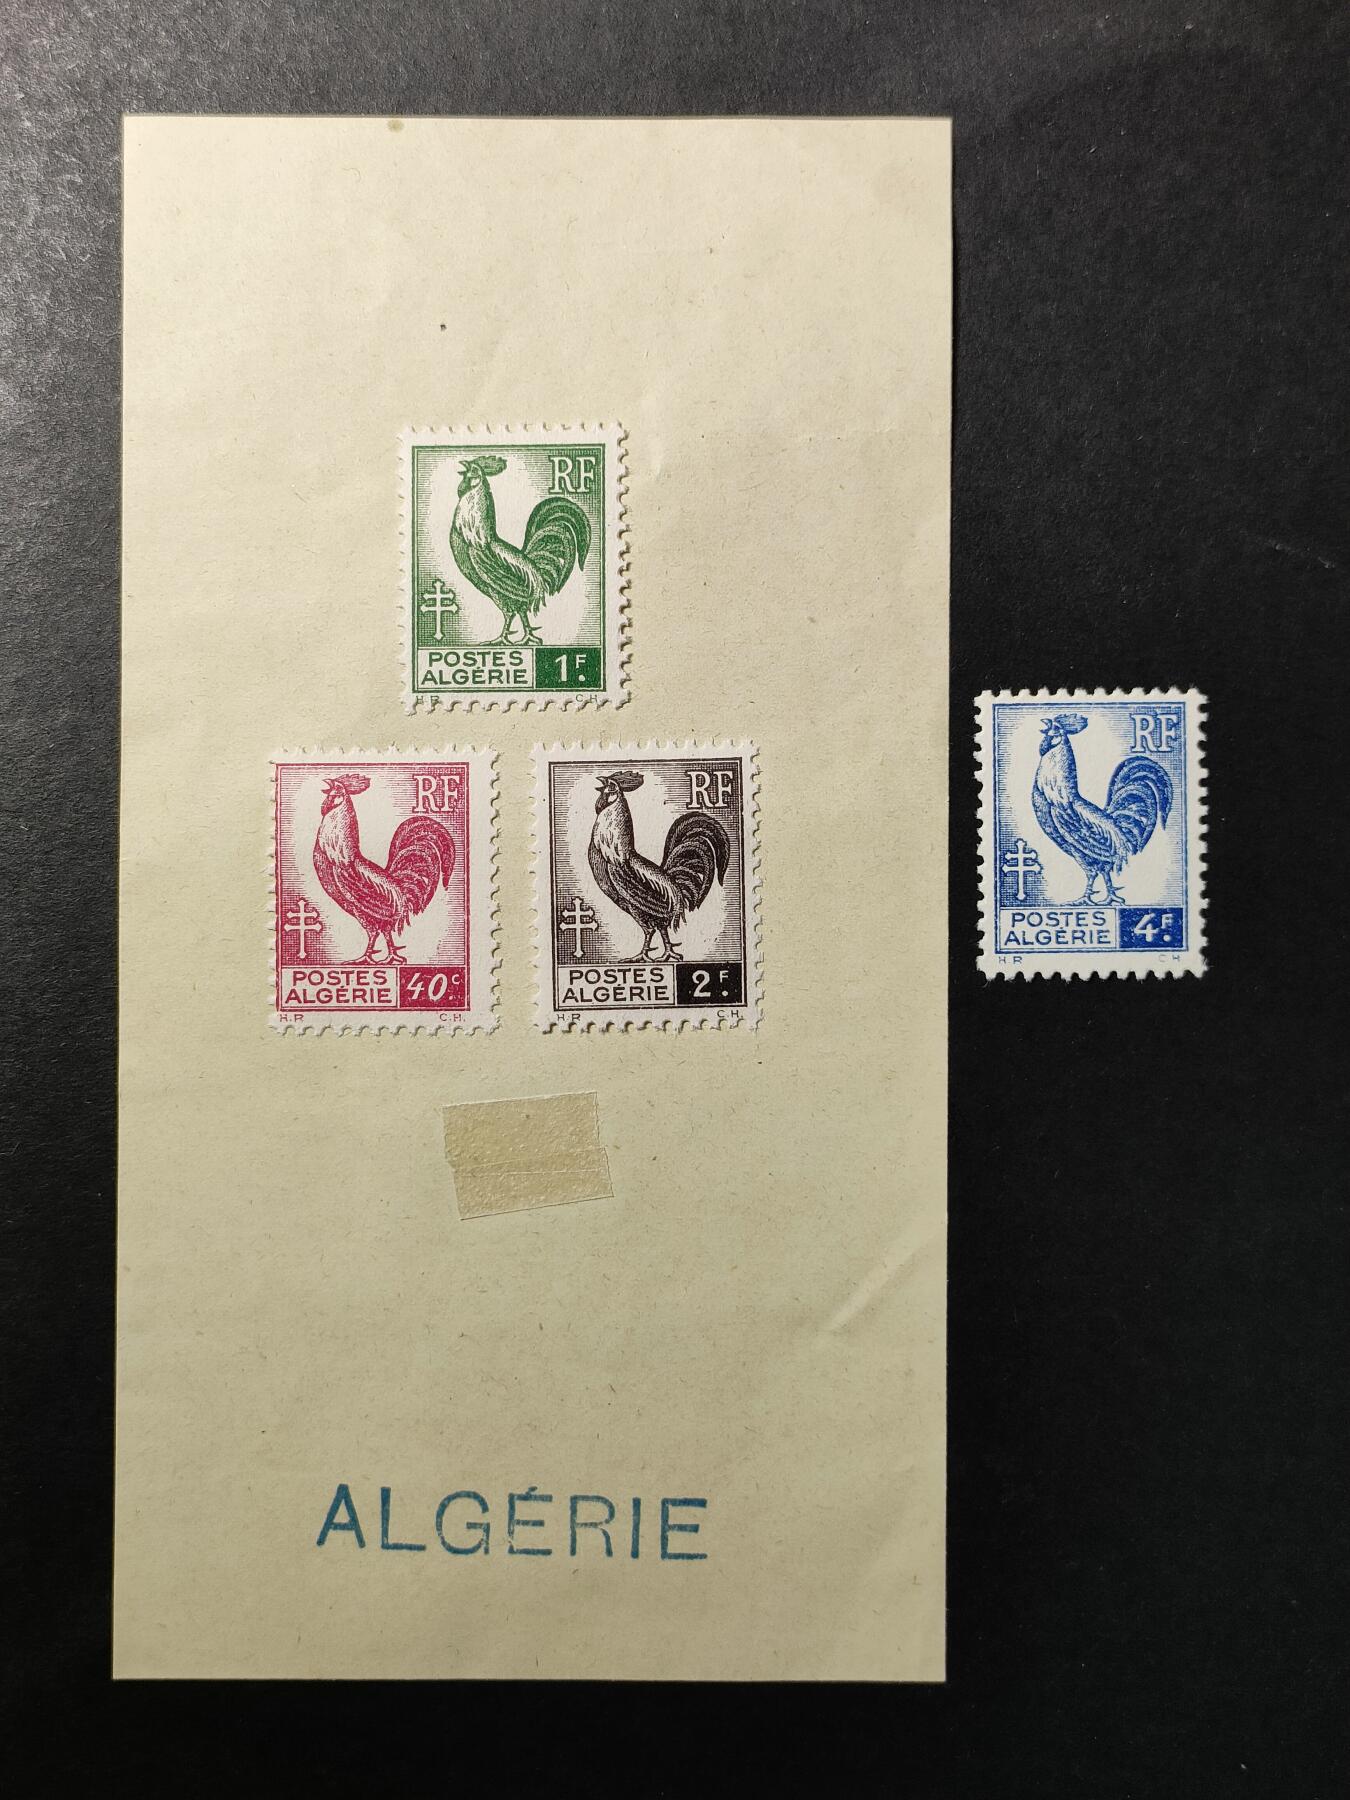 RF
POSTES
ALGÉRIE
1F.
H.R
C.H.
RF
POSTES
ALGÉRIE
40c.
H.R
C.H.
RF
POSTES
ALGÉRIE
2F.
H.R
C.H.
RF
POSTES
ALGÉRIE
4F.
H R
C H
ALGÉRIE